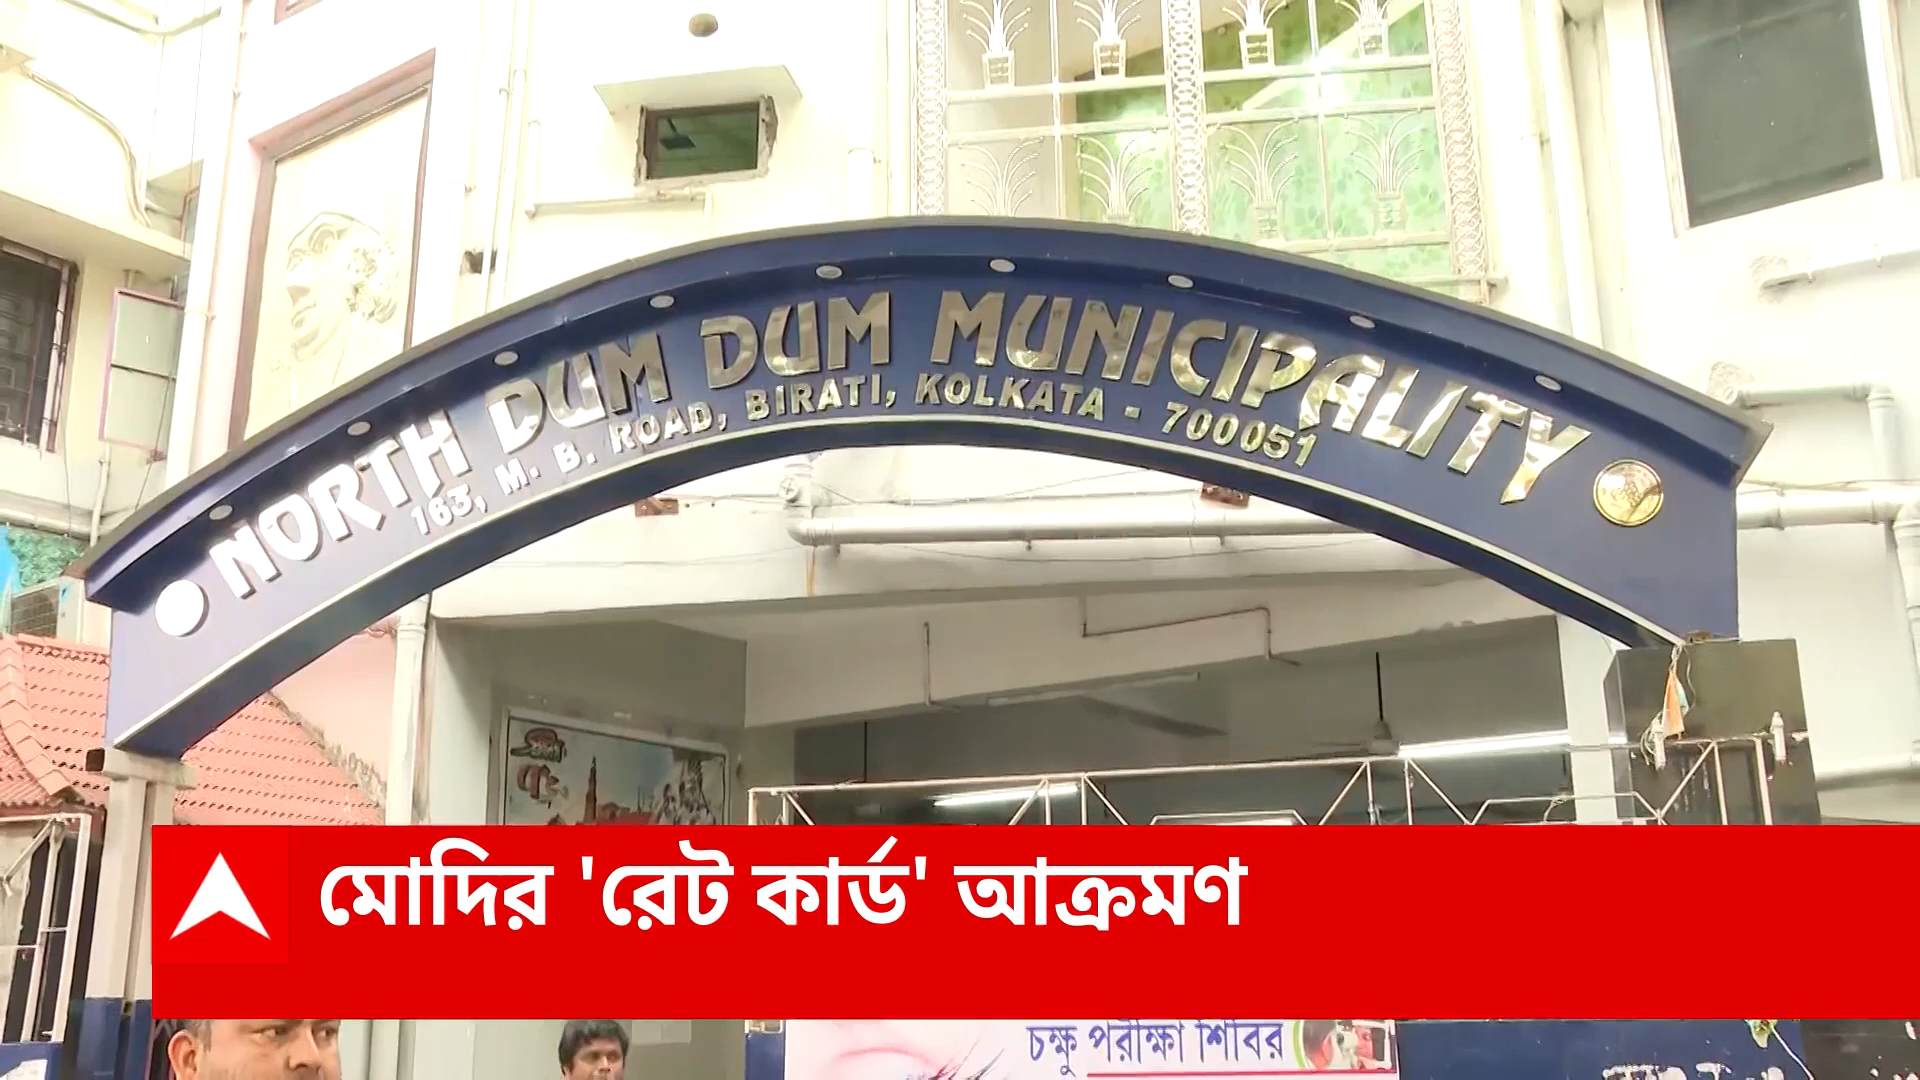 NORTH DUM DUM MUNICIPALITY
163, M. B. ROAD, BIRATI, KOLKATA - 700051
মোদির 'রেট কার্ড' আক্রমণ
চক্ষু পরীক্ষা শিবির